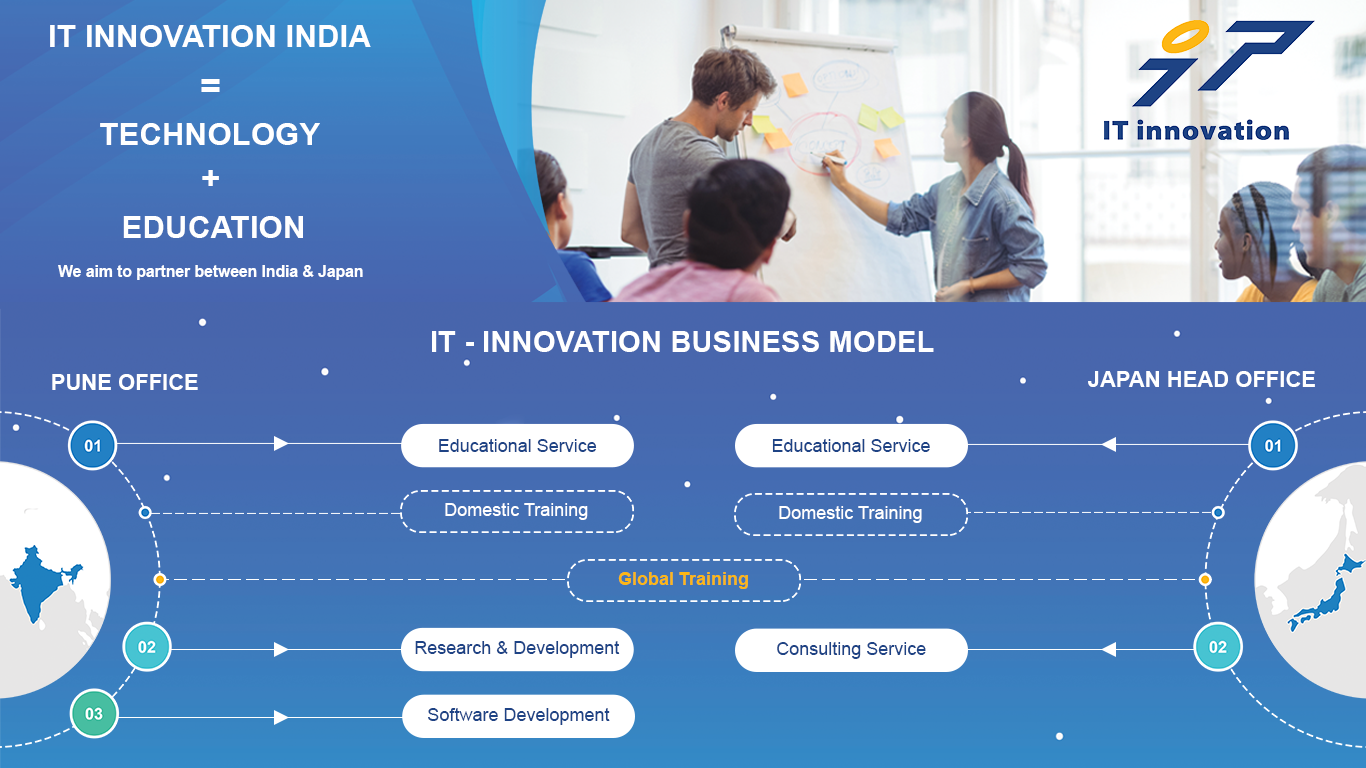 IT INNOVATION INDIA
=
TECHNOLOGY
+
EDUCATION
We aim to partner between India & Japan
IT innovation
IT - INNOVATION BUSINESS MODEL
PUNE OFFICE
JAPAN HEAD OFFICE
01
Educational Service
Educational Service
01
Domestic Training
Domestic Training
Global Training
02
Research & Development
Consulting Service
02
03
Software Development